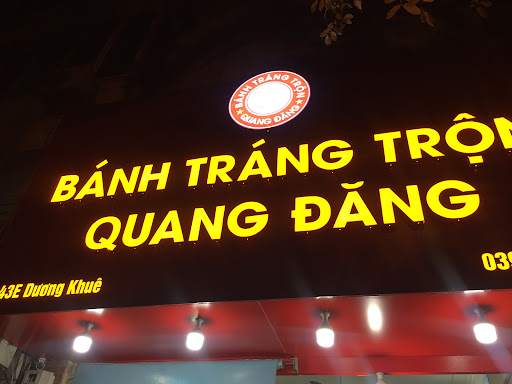 BÁNH TRÁNG TRỘN
QUANG ĐĂNG
BÁNH TRÁNG TRỘN
QUANG ĐĂNG
43E Dương Khuê
039